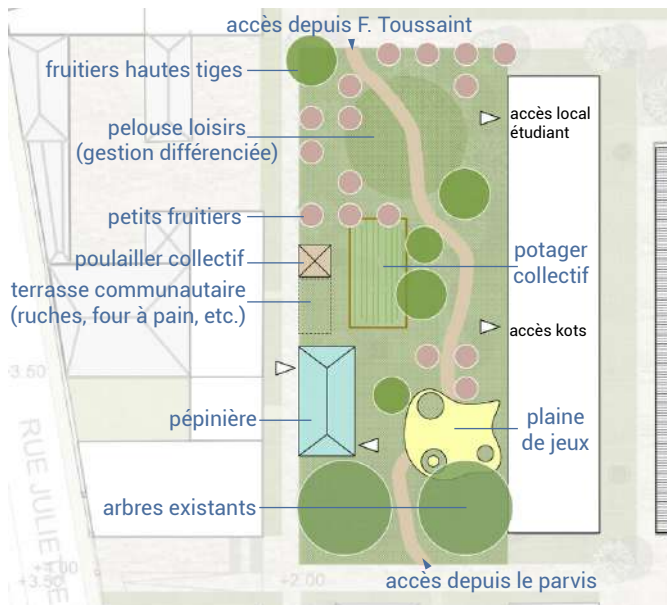 accès depuis F. Toussaint
fruitiers hautes tiges
accès local
étudiant
pelouse loisirs
(gestion différenciée)
petits fruitiers
poulailler collectif
potager
collectif
terrasse communautaire
(ruches, four à pain, etc.)
accès kots
+3.50
pépinière
plaine
de jeux
RUE JULIE
arbres existants
+3.50
+2.00
accès depuis le parvis